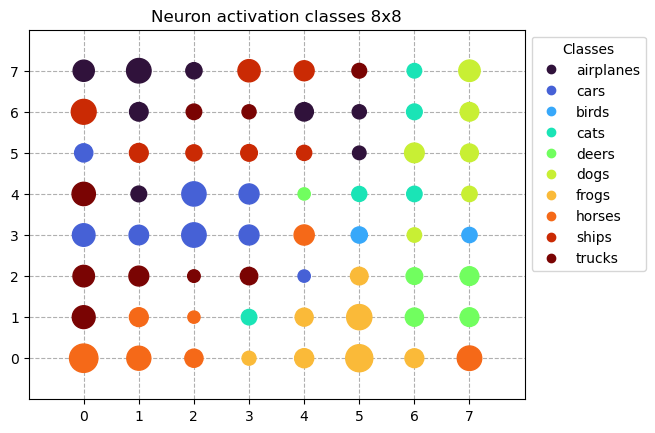 Neuron activation classes 8x8
7
6
5
4
3
2
1
0
0 1 2 3 4 5 6 7
Classes
airplanes
cars
birds
cats
deers
dogs
frogs
horses
ships
trucks